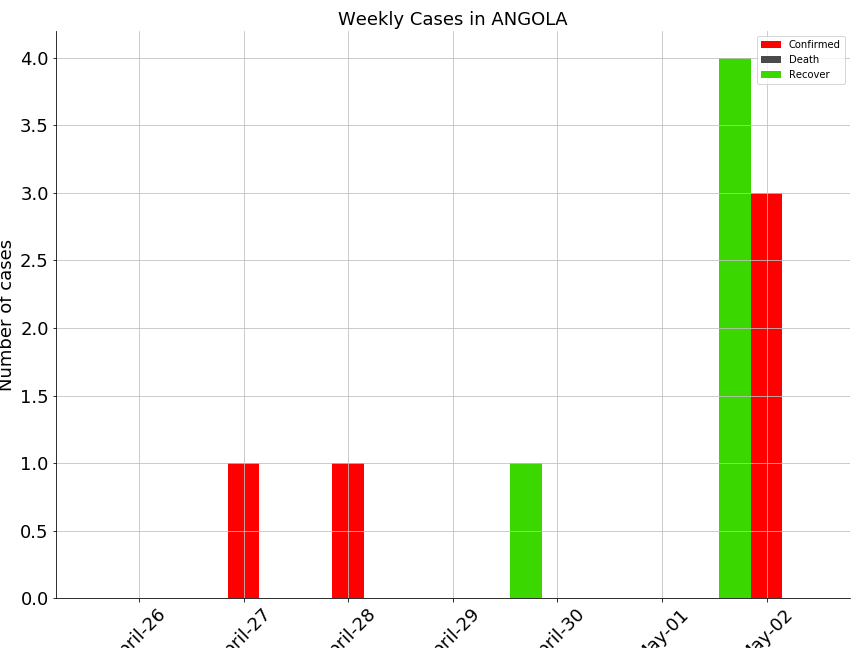 Weekly Cases in ANGOLA
Confirmed
Death
Recover
Number of cases
4.0
3.5
3.0
2.5
2.0
1.5
1.0
0.5
0.0
pril-26
pril-27
pril-28
pril-29
pril-30
May-01
May-02